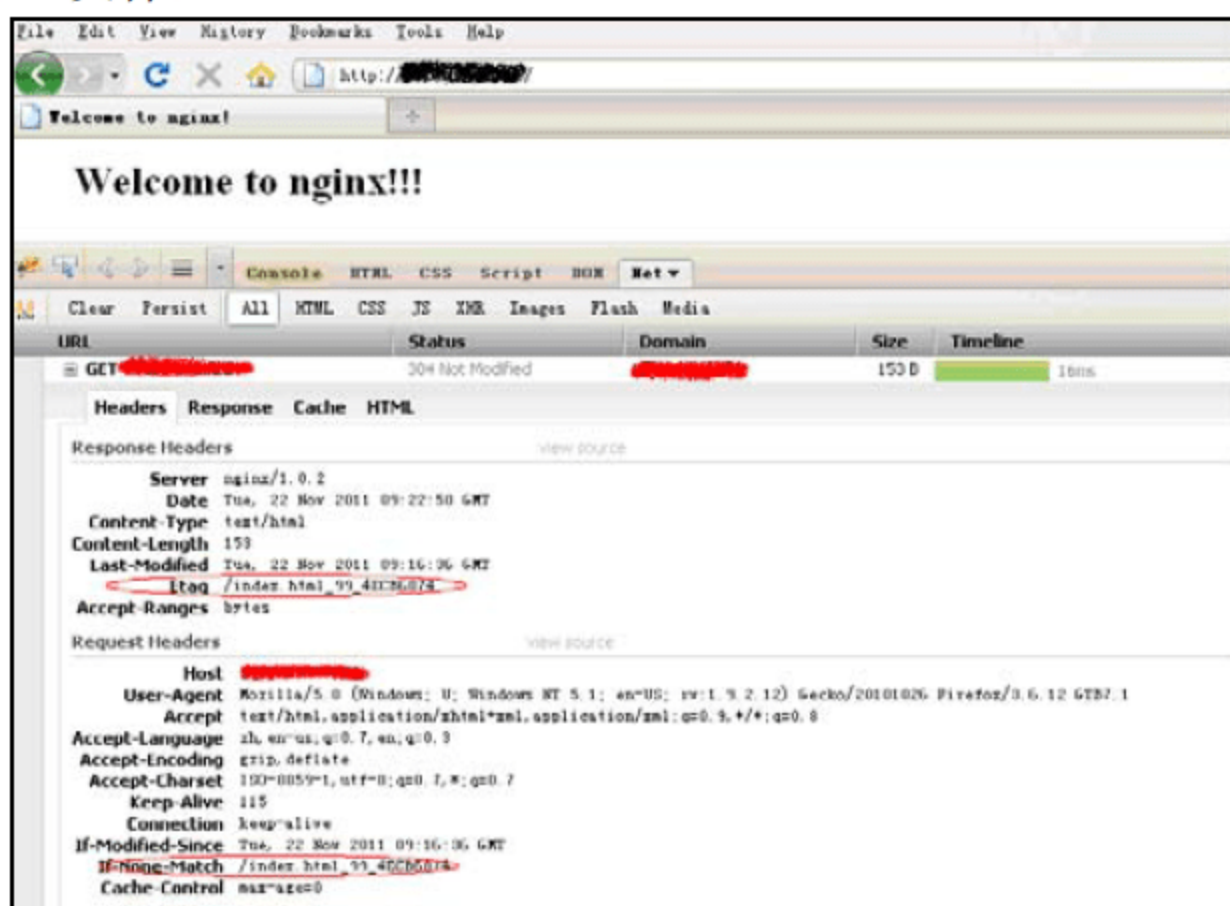 File Edit View History Bookmarks Tools Help
http://
Welcome to nginx!
Welcome to nginx!!!
Console HTML CSS Script DOM Net
Clear Persist All HTML CSS JS XHR Images Flash Media
URL Status Domain Size Timeline
GET 304 Not Modified 153 B 16ms
Headers Response Cache HTML
Response Headers view source
Server nginx/1.0.2
Date Tue, 22 Nov 2011 09:22:50 GMT
Content-Type text/html
Content-Length 153
Last-Modified Tue, 22 Nov 2011 09:16:06 GMT
Etag
Accept-Ranges bytes
Request Headers view source
Host
User-Agent Mozilla/5.0 (Windows; U; Windows NT 5.1; en-US; rv:1.9.2.12) Gecko/20101026 Firefox/3.6.12 GTB7.1
Accept text/html,application/xhtml+xml,application/xml;q=0.9,*/*;q=0.8
Accept-Language zh,en-us;q=0.7,en;q=0.3
Accept-Encoding gzip,deflate
Accept-Charset ISO-8859-1,utf-8;q=0.7,*;q=0.7
Keep-Alive 115
Connection keep-alive
If-Modified-Since Tue, 22 Nov 2011 09:16:06 GMT
If-None-Match
Cache-Control max-age=0